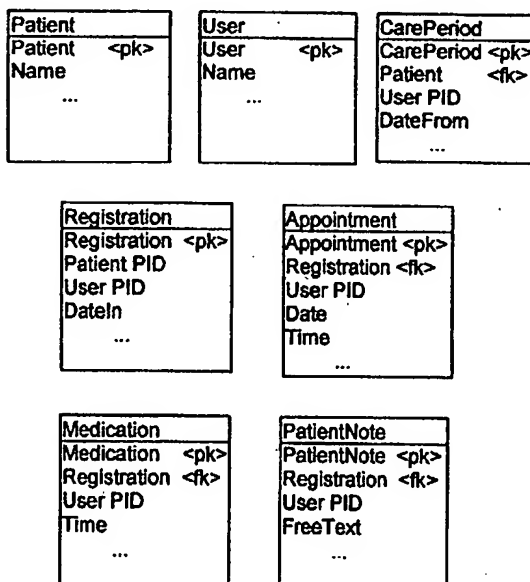 Patient
Patient <pk>
Name
...
User
User <pk>
Name
...
CarePeriod
CarePeriod <pk>
Patient <fk>
User PID
DateFrom
...
Registration
Registration <pk>
Patient PID
User PID
DateIn
...
Appointment
Appointment <pk>
Registration <fk>
User PID
Date
Time
...
Medication
Medication <pk>
Registration <fk>
User PID
Time
...
PatientNote
PatientNote <pk>
Registration <fk>
User PID
FreeText
...